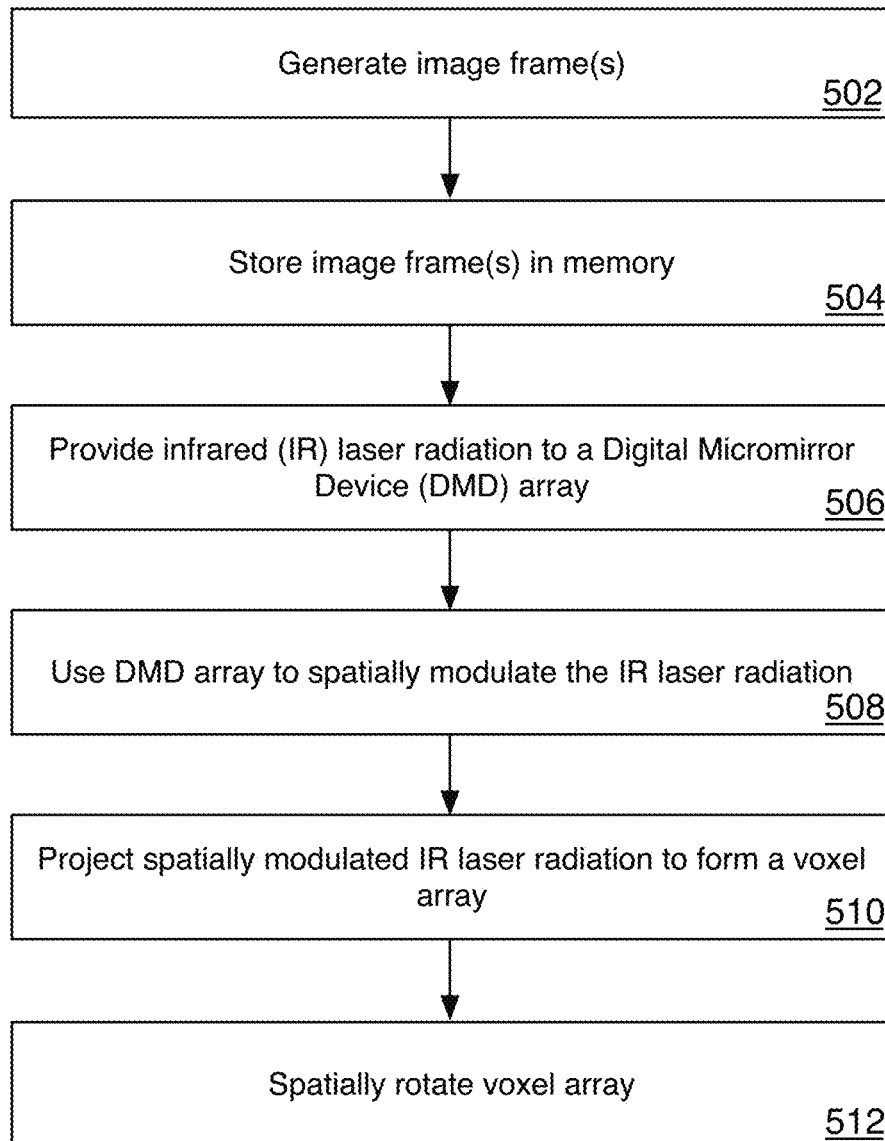 Generate image frame(s)
502
Store image frame(s) in memory
504
Provide infrared (IR) laser radiation to a Digital Micromirror
Device (DMD) array
506
Use DMD array to spatially modulate the IR laser radiation
508
Project spatially modulated IR laser radiation to form a voxel
array
510
Spatially rotate voxel array
512